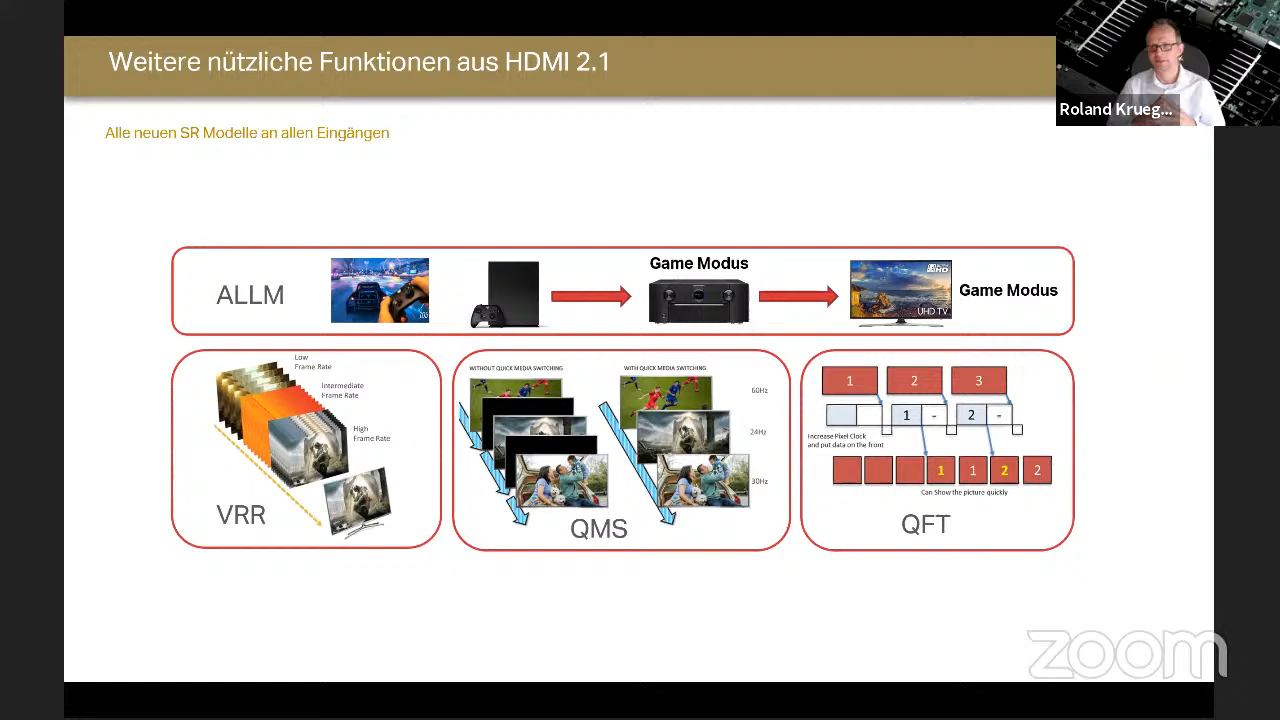 Weitere nützliche Funktionen aus HDMI 2.1
Roland Krueg...
Alle neuen SR Modelle an allen Eingängen
ALLM
Game Modus
UHD TV
Game Modus
Low
Frame Rate
Intermediate
Frame Rate
High
Frame Rate
VRR
WITHOUT QUICK MEDIA SWITCHING
WITH QUICK MEDIA SWITCHING
60Hz
24Hz
30Hz
QMS
1 2 3
1 - 2 -
Increase Pixel Clock
and put data on the front
1 1 2 2
Can Show the picture quickly
QFT
zoom